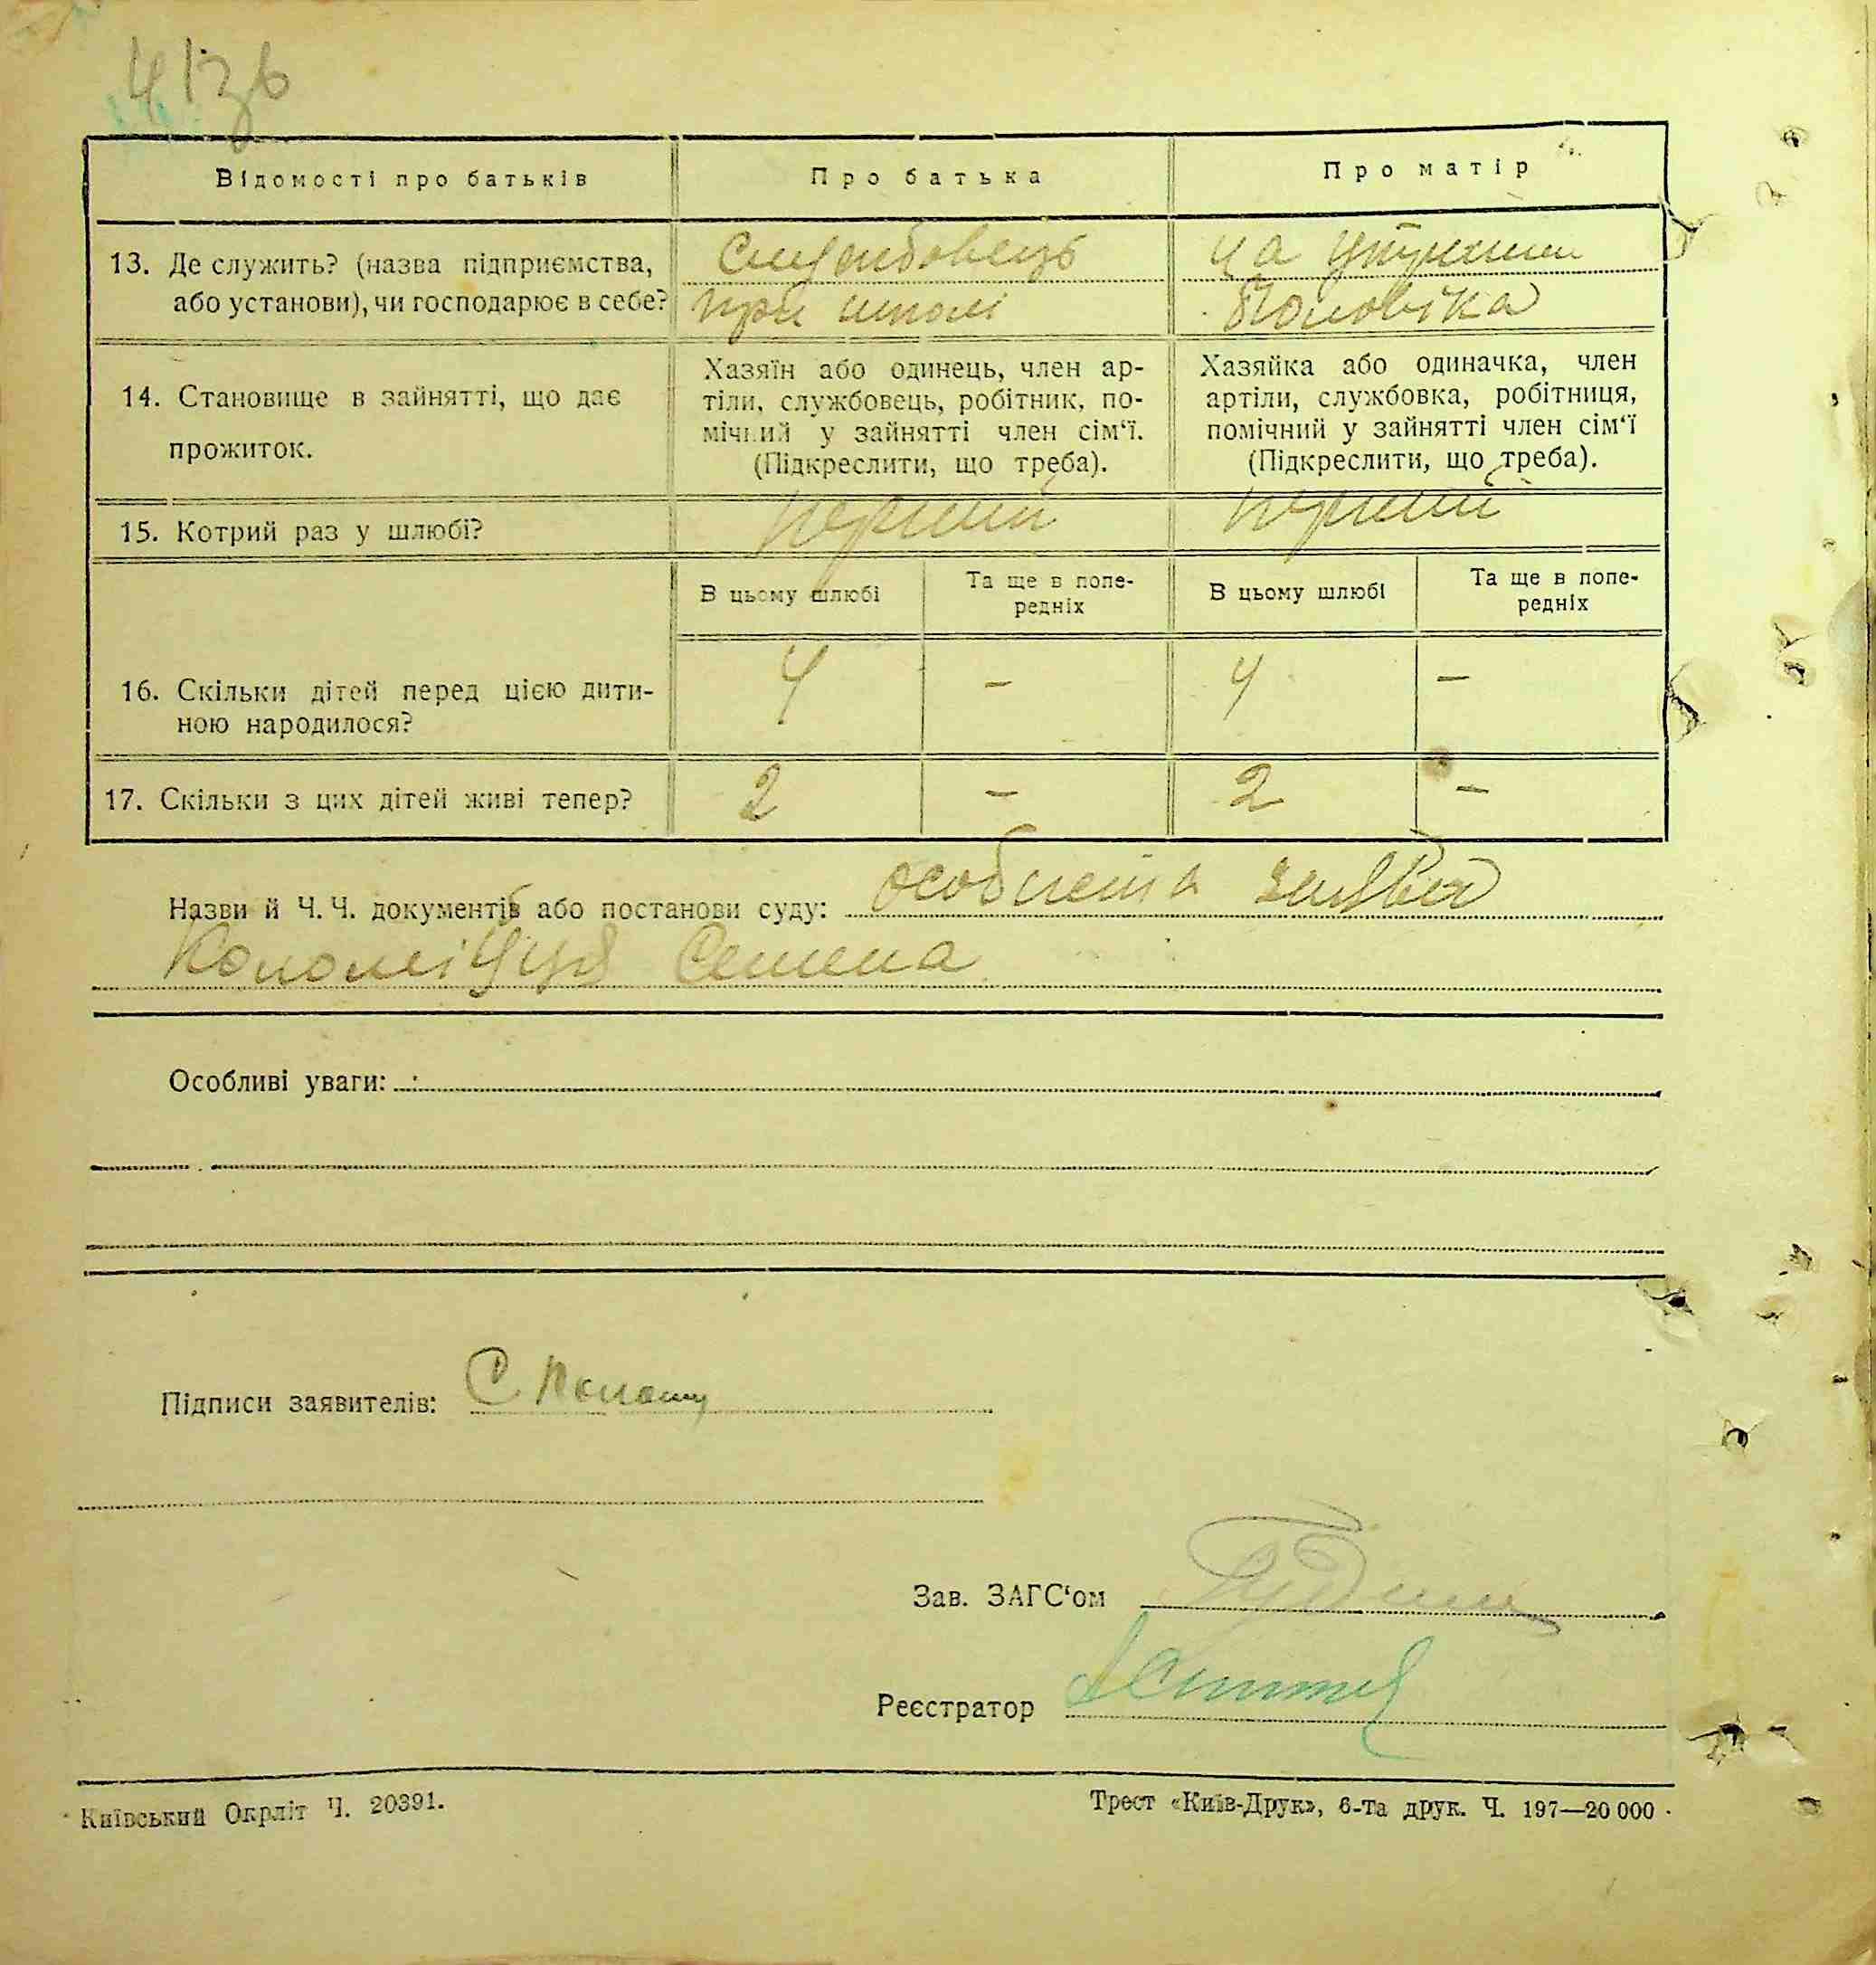 Відомості про батьків
Про батька
Про матір
13. Де служить? (назва підприємства, або установи), чи господарює в себе?
Службовець
при школі
на утриманн
чоловіка
14. Становище в зайнятті, що дає
прожиток.
Хазяїн або одинець, член ар-
тіли, службовець, робітник, по-
мічний у зайнятті член сім‘ї.
(Підкреслити, що треба).
Хазяйка або одиначка, член
артіли, службовка, робітниця,
помічний у зайнятті член сім‘ї
(Підкреслити, що треба).
15. Котрий раз у шлюбі?
перший
перший
В цьому шлюбі
Та ще в попе-
редніх
В цьому шлюбі
Та ще в попе-
редніх
16. Скільки дітей перед цією дити-
ною народилося?
4
—
4
—
17. Скільки з цих дітей живі тепер?
2
—
2
—
Назви й Ч. Ч. документів або постанови суду: особиста заява
Коломійця Семена
Особливі уваги:
Підписи заявителів: С
Зав. ЗАГС‘ом
Реєстратор
Київський Окрліт Ч. 20391.
Трест «Київ-Друк», 6-та друк. Ч. 197—20 000